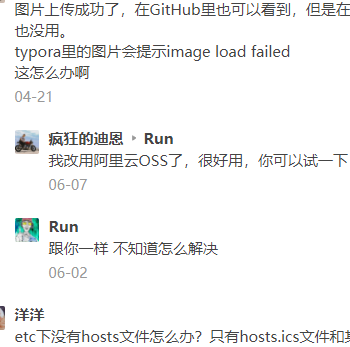 图片上传成功了，在GitHub里也可以看到，但是在
也没用。
typora里的图片会提示image load failed
这怎么办啊
04-21
疯狂的迪恩 ▸ Run
我改用阿里云OSS了，很好用，你可以试一下
06-07
Run
跟你一样 不知道怎么解决
06-02
洋洋
etc下没有hosts文件怎么办？只有hosts.ics文件和